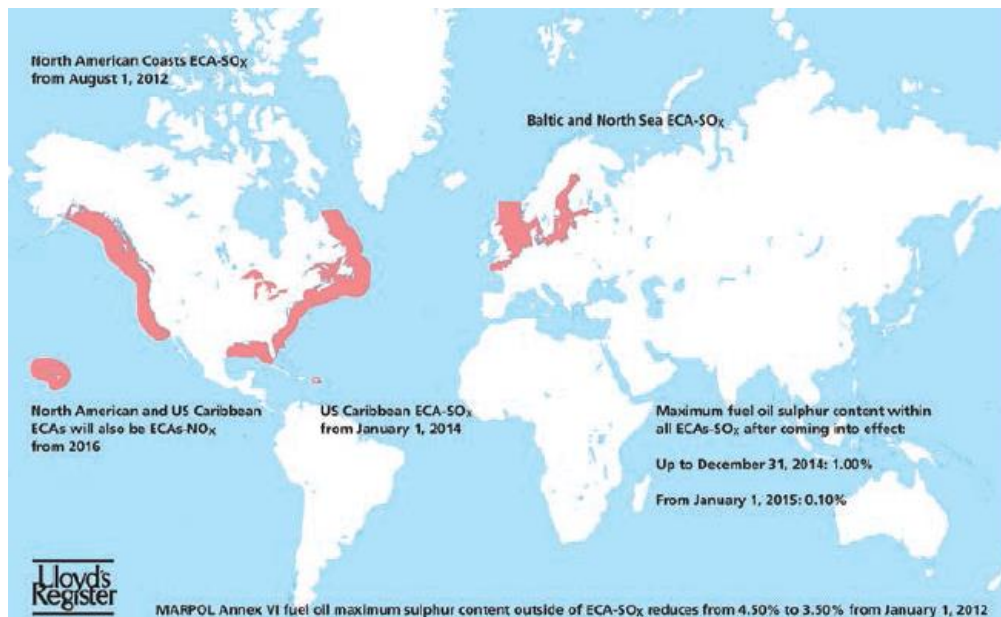 North American Coasts ECA-SOX
from August 1, 2012
Baltic and North Sea ECA-SOX
North American and US Caribbean
ECAs will also be ECAs-NOX
from 2016
US Caribbean ECA-SOX
from January 1, 2014
Maximum fuel oil sulphur content within
all ECAs-SOX after coming into effect:
Up to December 31, 2014: 1.00%
From January 1, 2015: 0.10%
Lloyd's
Register
MARPOL Annex VI fuel oil maximum sulphur content outside of ECA-SOX reduces from 4.50% to 3.50% from January 1, 2012